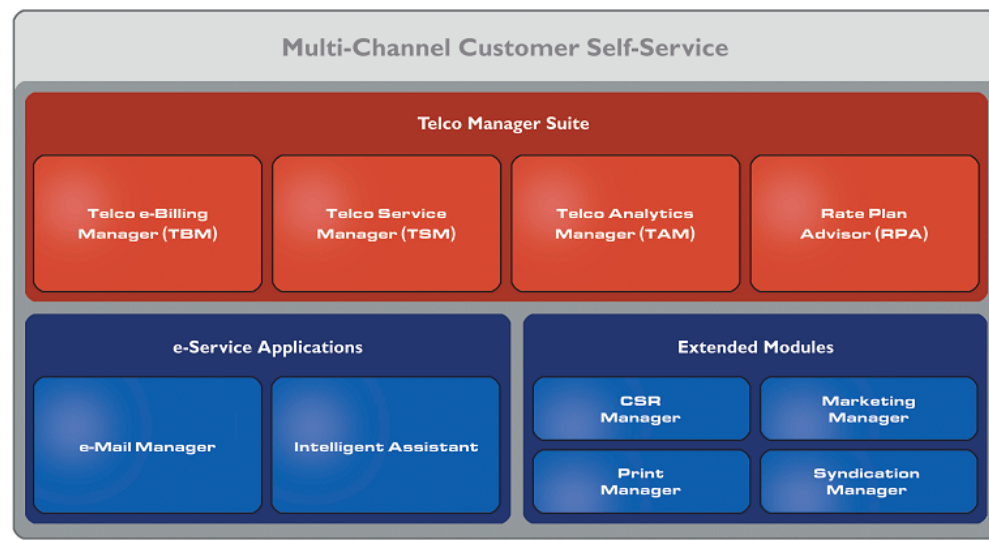 Multi-Channel Customer Self-Service
Telco Manager Suite
Telco e-Billing
Manager (TBM)
Telco Service
Manager (TSM)
Telco Analytics
Manager (TAM)
Rate Plan
Advisor (RPA)
e-Service Applications
e-Mail Manager
Intelligent Assistant
Extended Modules
CSR
Manager
Marketing
Manager
Print
Manager
Syndication
Manager